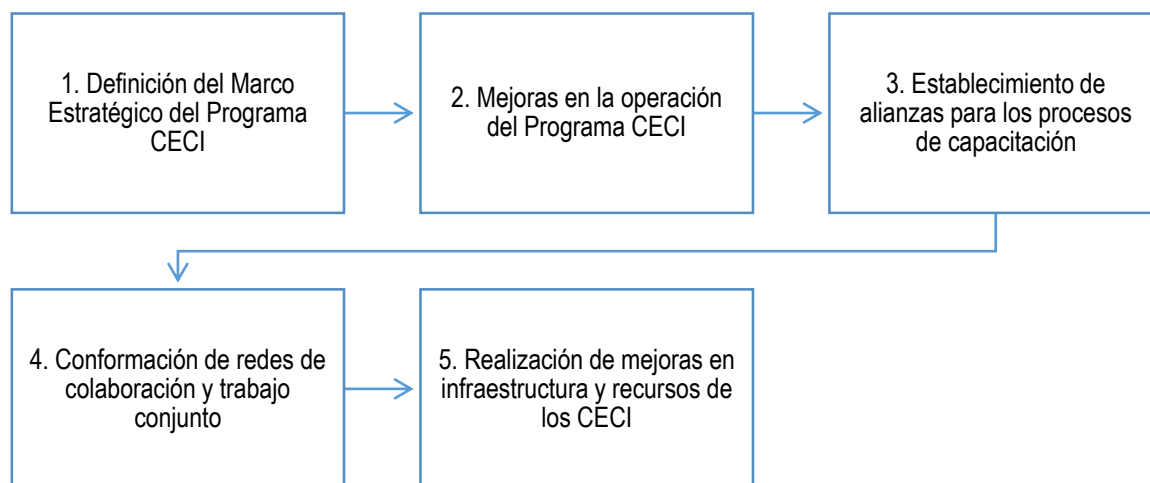 1. Definición del Marco
Estratégico del Programa
CECI
2. Mejoras en la operación
del Programa CECI
3. Establecimiento de
alianzas para los procesos
de capacitación
4. Conformación de redes de
colaboración y trabajo
conjunto
5. Realización de mejoras en
infraestructura y recursos de
los CECI